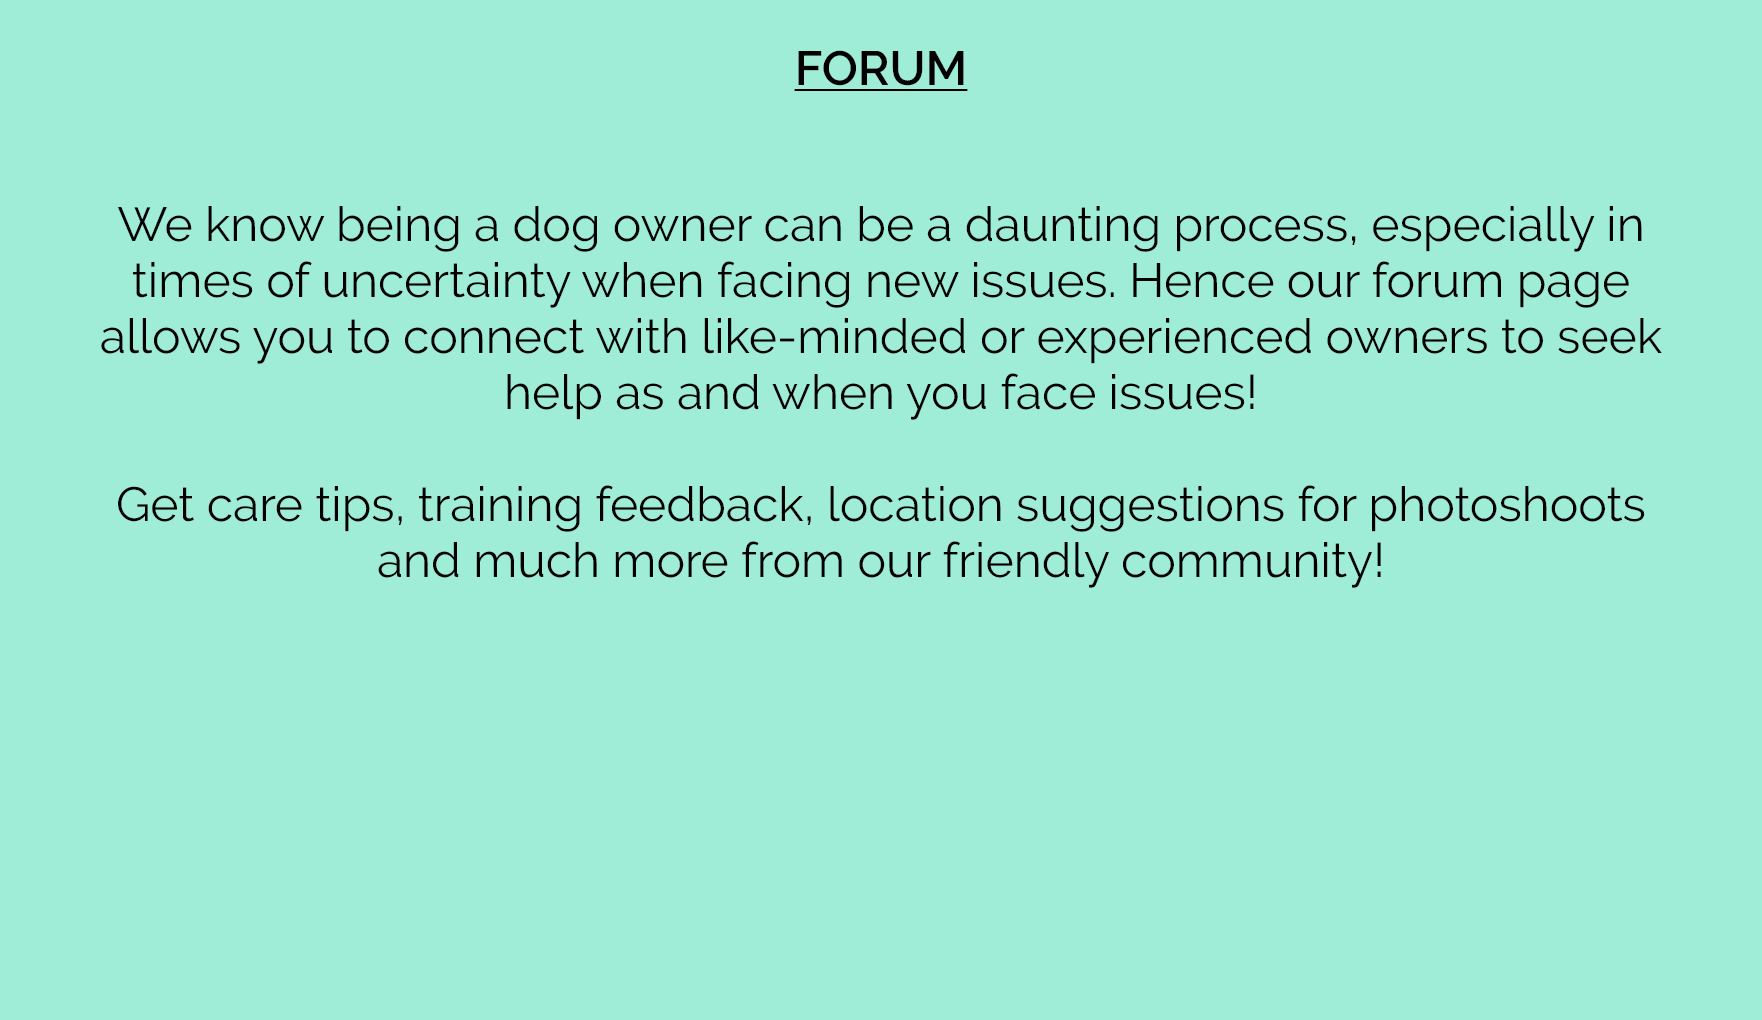 FORUM
We know being a dog owner can be a daunting process, especially in
times of uncertainty when facing new issues. Hence our forum page
allows you to connect with like-minded or experienced owners to seek
help as and when you face issues!
Get care tips, training feedback, location suggestions for photoshoots
and much more from our friendly community!